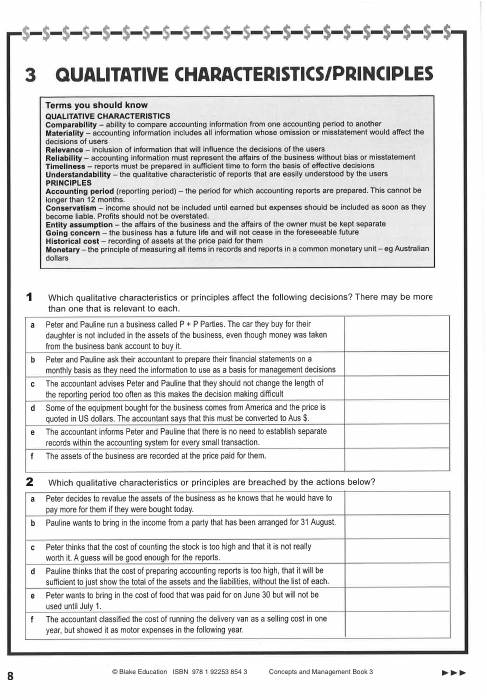 3 QUALITATIVE CHARACTERISTICS/PRINCIPLES
Terms you should know
QUALITATIVE CHARACTERISTICS
Comparability – ability to compare accounting information from one accounting period to another
Materiality – accounting information includes all information whose omission or misstatement would affect the
decisions of users
Relevance – inclusion of information that will influence the decisions of the users
Reliability – accounting information must represent the affairs of the business without bias or misstatement
Timeliness – reports must be prepared in sufficient time to form the basis of effective decisions
Understandability – the qualitative characteristic of reports that are easily understood by the users
PRINCIPLES
Accounting period (reporting period) – the period for which accounting reports are prepared. This cannot be
longer than 12 months.
Conservatism – income should not be included until earned but expenses should be included as soon as they
become liable. Profits should not be overstated.
Entity assumption – the affairs of the business and the affairs of the owner must be kept separate
Going concern – the business has a future life and will not cease in the foreseeable future
Historical cost – recording of assets at the price paid for them
Monetary – the principle of measuring all items in records and reports in a common monetary unit – eg Australian
dollars
1 Which qualitative characteristics or principles affect the following decisions? There may be more
than one that is relevant to each.
a Peter and Pauline run a business called P + P Parties. The car they buy for their
daughter is not included in the assets of the business, even though money was taken
from the business bank account to buy it.
b Peter and Pauline ask their accountant to prepare their financial statements on a
monthly basis as they need the information to use as a basis for management decisions
c The accountant advises Peter and Pauline that they should not change the length of
the reporting period too often as this makes the decision making difficult
d Some of the equipment bought for the business comes from America and the price is
quoted in US dollars. The accountant says that this must be converted to Aus $.
e The accountant informs Peter and Pauline that there is no need to establish separate
records within the accounting system for every small transaction.
f The assets of the business are recorded at the price paid for them.
2 Which qualitative characteristics or principles are breached by the actions below?
a Peter decides to revalue the assets of the business as he knows that he would have to
pay more for them if they were bought today.
b Pauline wants to bring in the income from a party that has been arranged for 31 August.
c Peter thinks that the cost of counting the stock is too high and that it is not really
worth it. A guess will be good enough for the reports.
d Pauline thinks that the cost of preparing accounting reports is too high, that it will be
sufficient to just show the total of the assets and the liabilities, without the list of each.
e Peter wants to bring in the cost of food that was paid for on June 30 but will not be
used until July 1.
f The accountant classified the cost of running the delivery van as a selling cost in one
year, but showed it as motor expenses in the following year.
8 © Blake Education ISBN 978 1 92253 854 3 Concepts and Management Book 3